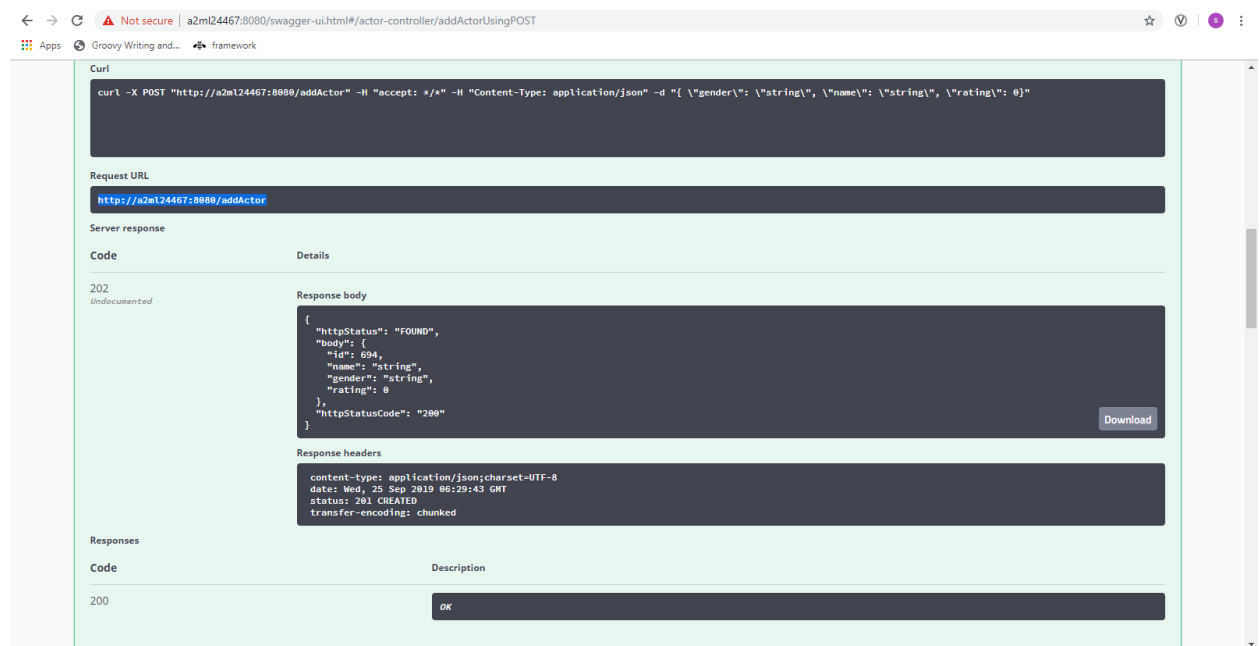 Not secure | a2ml24467:8080/swagger-ui.html#/actor-controller/addActorUsingPOST
Apps Groovy Writing and... framework
Curl
curl -X POST "http://a2ml24467:8080/addActor" -H "accept: */*" -H "Content-Type: application/json" -d "{ \"gender\": \"string\", \"name\": \"string\", \"rating\": 0}"
Request URL
http://a2ml24467:8080/addActor
Server response
Code Details
202
Undocumented
Response body
{
"httpStatus": "FOUND",
"body": {
"id": 694,
"name": "string",
"gender": "string",
"rating": 0
},
"httpStatusCode": "200"
}
Download
Response headers
content-type: application/json;charset=UTF-8
date: Wed, 25 Sep 2019 06:29:43 GMT
status: 201 CREATED
transfer-encoding: chunked
Responses
Code Description
200 OK